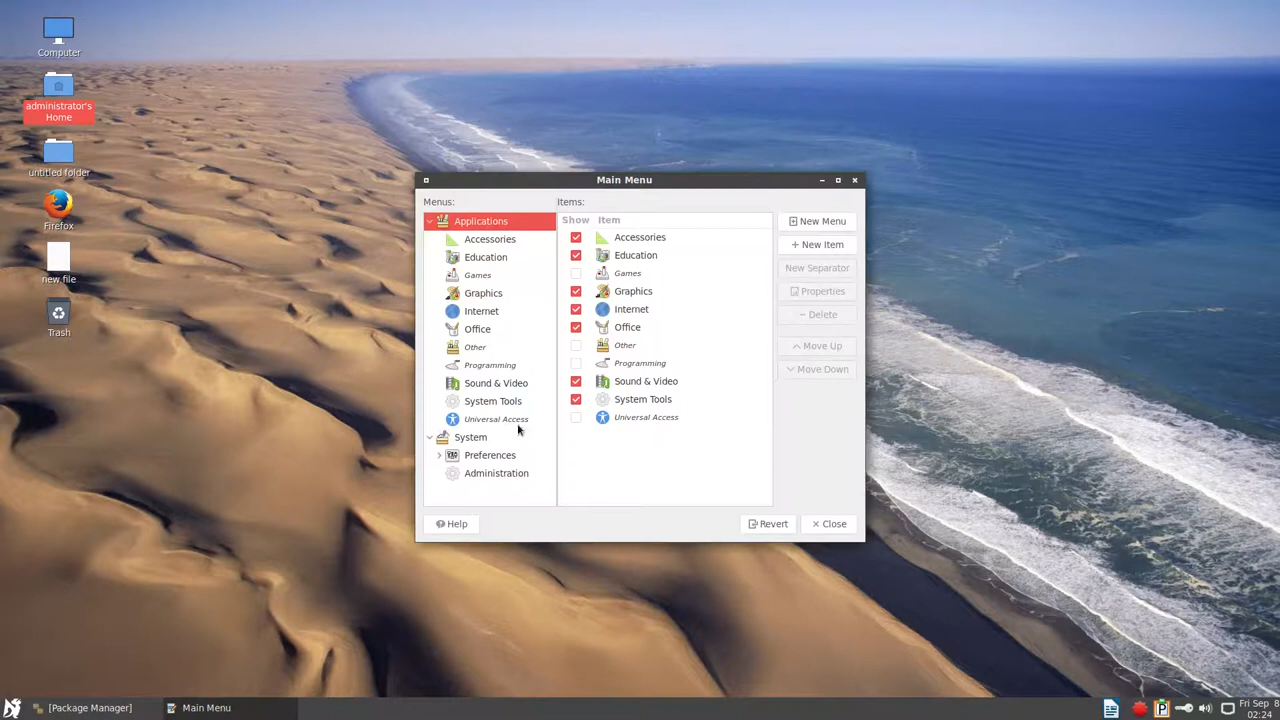 Computer
administrator's
Home
untitled folder
Firefox
new file
Trash
Main Menu
Menus:
Applications
Accessories
Education
Games
Graphics
Internet
Office
Other
Programming
Sound & Video
System Tools
Universal Access
System
Preferences
Administration
Items:
Show Item
Accessories
Education
Games
Graphics
Internet
Office
Other
Programming
Sound & Video
System Tools
Universal Access
New Menu
New Item
New Separator
Properties
Delete
Move Up
Move Down
Help
Revert
Close
[Package Manager]
Main Menu
Fri Sep 8
02:24